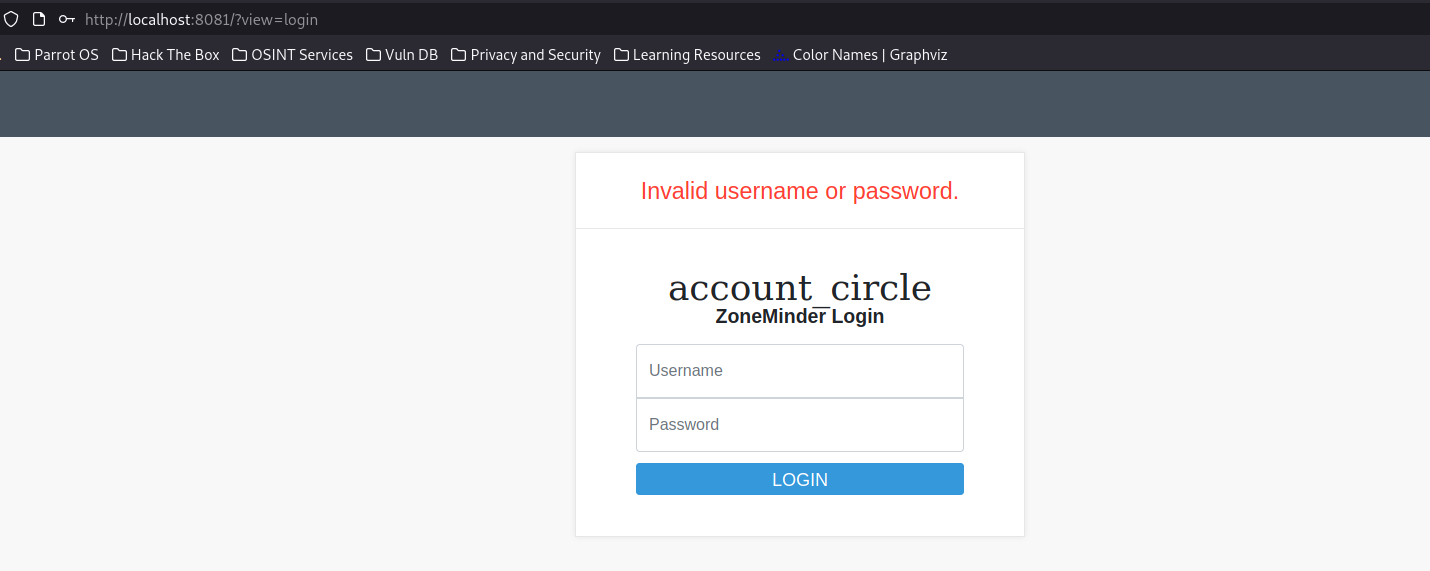 http://localhost:8081/?view=login
Parrot OS Hack The Box OSINT Services Vuln DB Privacy and Security Learning Resources Color Names | Graphviz
Invalid username or password.
account_circle
ZoneMinder Login
Username
Password
LOGIN